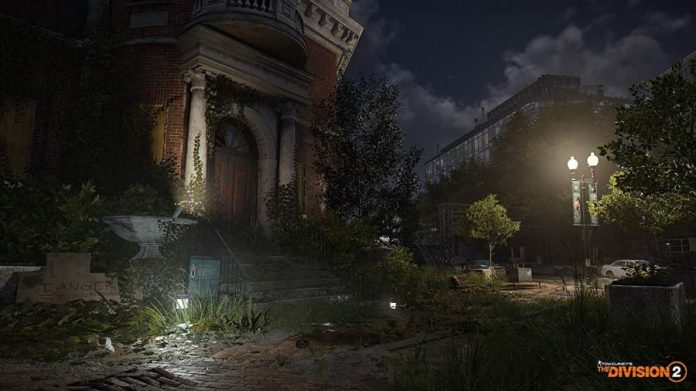 DANGER
TOM CLANCY'S
THE DIVISION 2